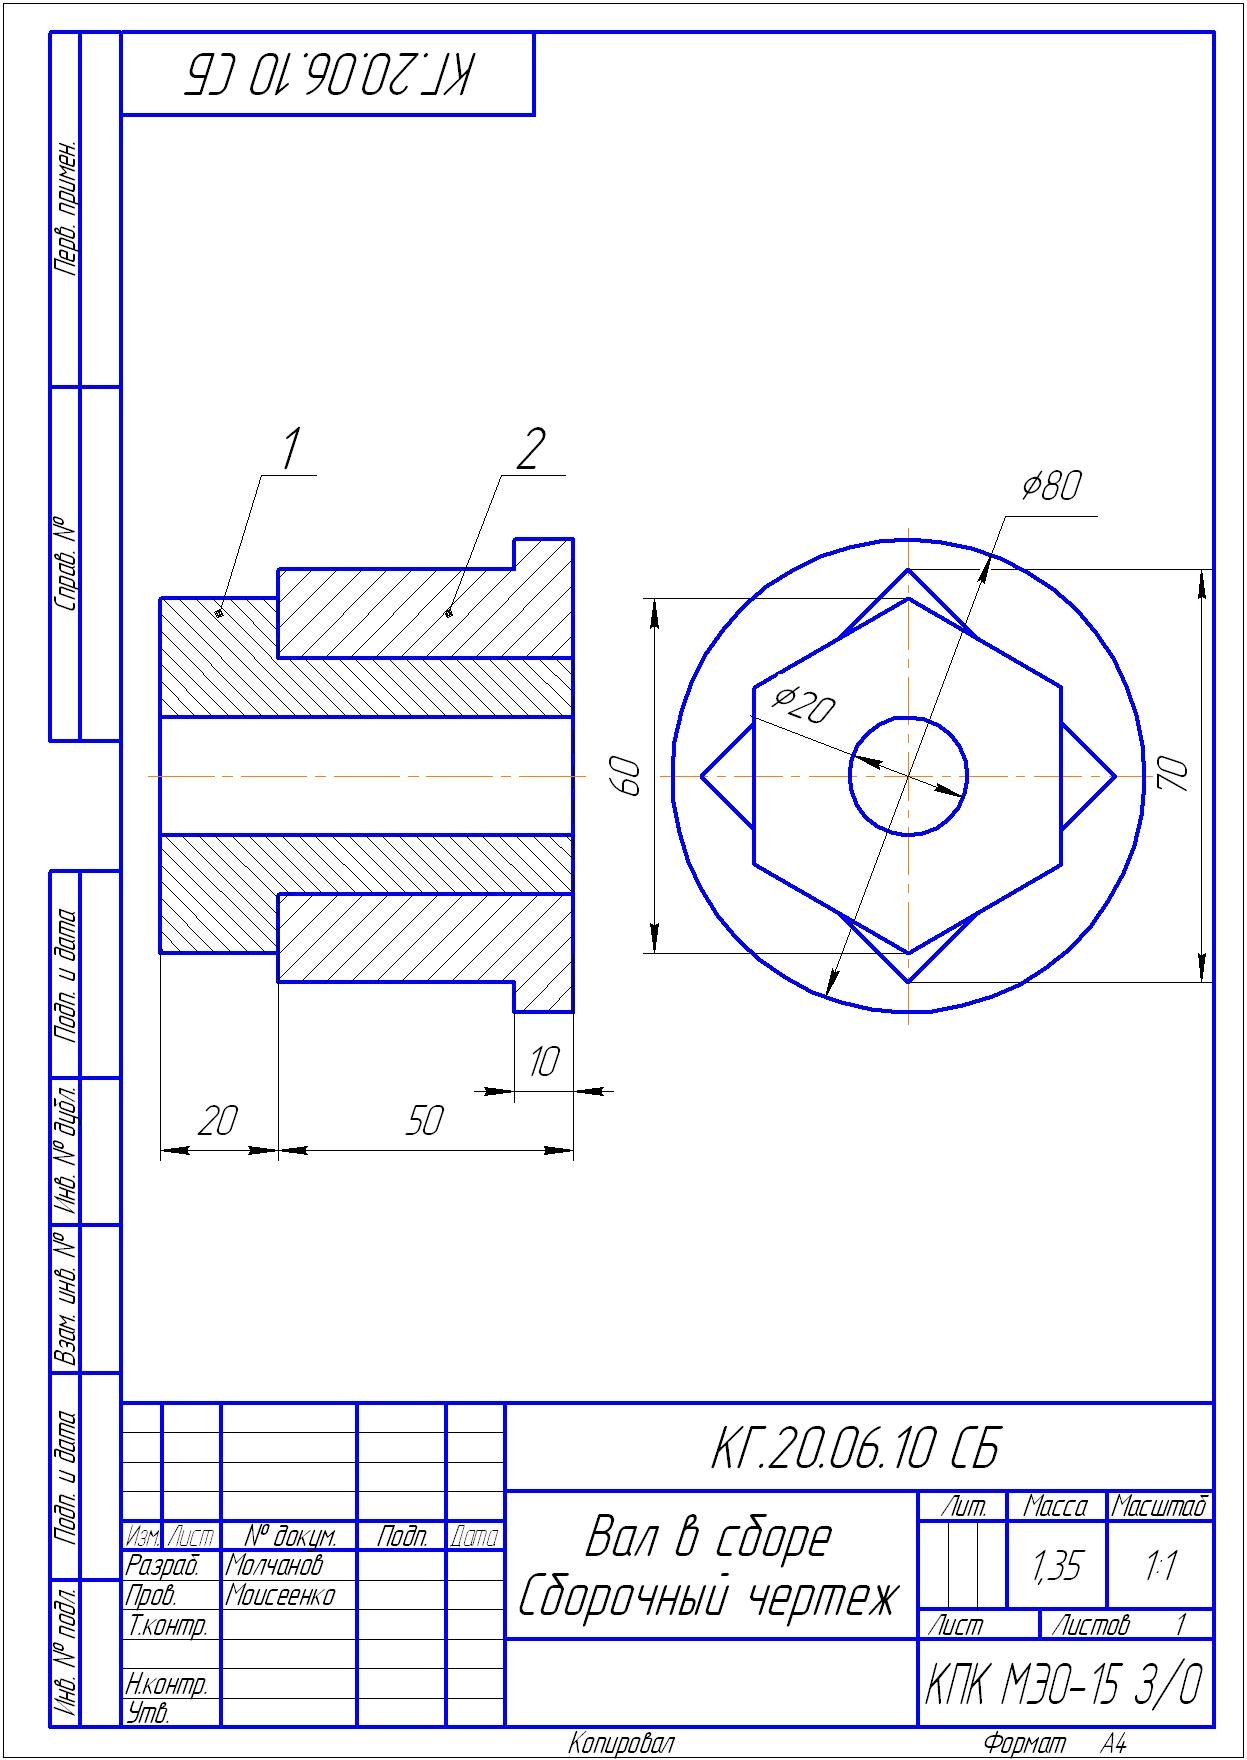 КГ.20.06.10 СБ
Перв. примен.
Справ. №
Подп. и дата
Инв. № дубл.
Взам. инв. №
Подп. и дата
Инв. № подл.
1
2
⌀80
⌀20
60
70
10
20
50
КГ.20.06.10 СБ
Изм. Лист № докум. Подп. Дата
Разраб. Молчанов
Пров. Моисеенко
Т.контр.
Н.контр.
Утв.
Вал в сборе
Сборочный чертеж
Лит. Масса Масштаб
1,35 1:1
Лист Листов 1
КПК МЭО-15 З/О
Копировал Формат А4